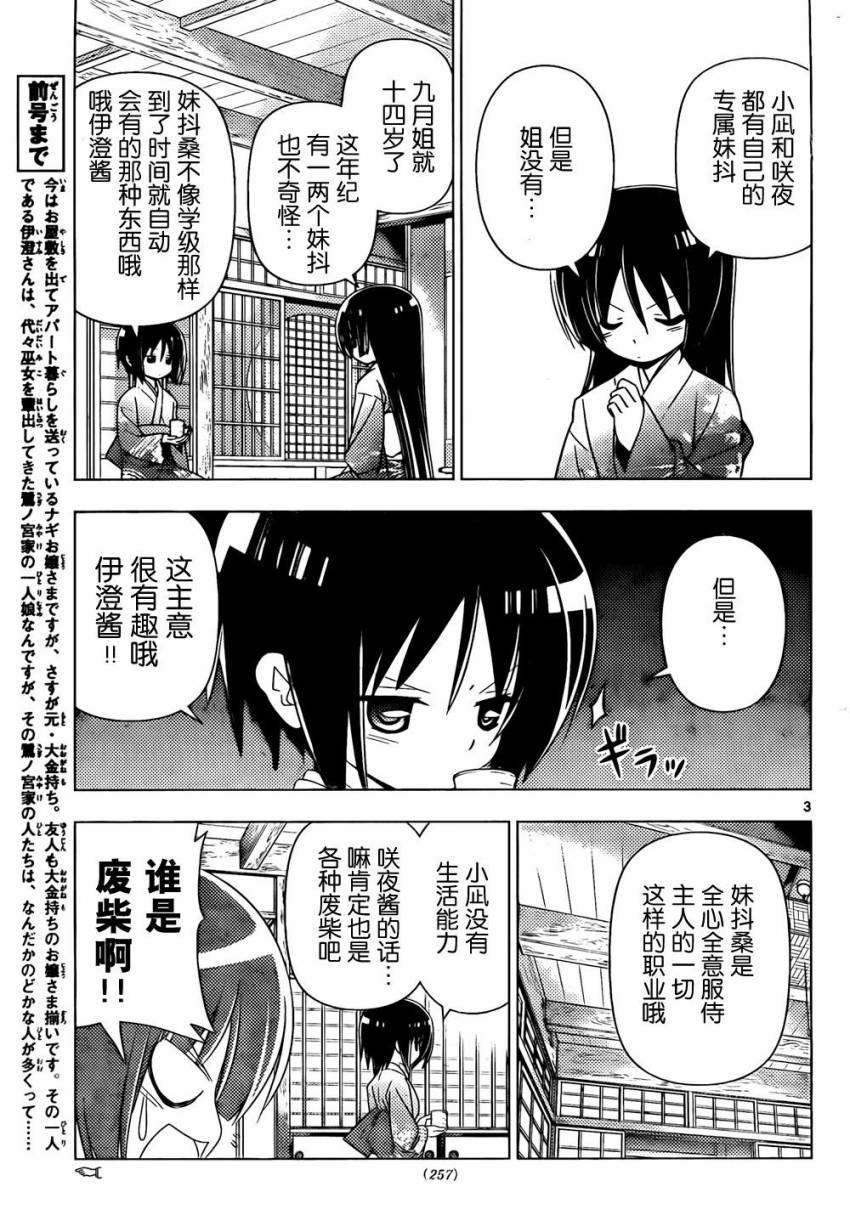 小凪和咲夜
都有自己的
专属妹抖
但是
姐没有…
九月姐就
十四岁了
这年纪
有一两个妹抖
也不奇怪…
妹抖桑不像学级那样
到了时间就自动
会有的那种东西哦
哦伊澄酱
但是…
ギラッ
这主意
很有趣哦
伊澄酱!!
3
妹抖桑是
全心全意服侍
主人的一切
这样的职业哦
小凪没有
生活能力
咲夜酱的话…
嘛肯定也是
各种废柴吧
谁是
废柴啊!!
(257)
前号まで
今はお屋敷を出てアパート暮らしを送っているナギお嬢さまですが、さすが元・大金持ち。友人も大金持ちのお嬢さま揃いです。その一人
である伊澄さんは、代々巫女を輩出してきた鷺ノ宮家の一人娘なんですが、その鷺ノ宮家の人たちは、なんだかのどかな人が多くって……